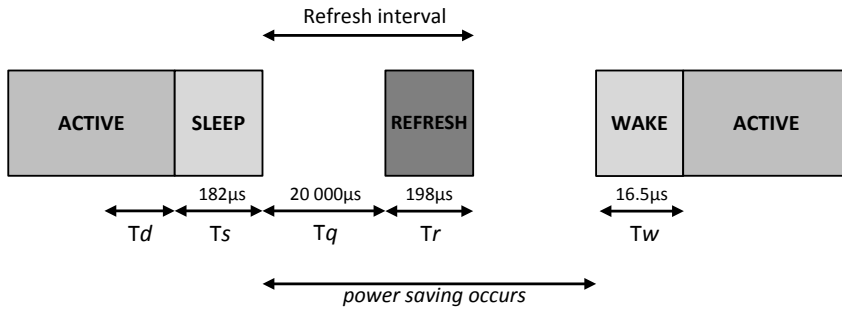 Refresh interval
ACTIVE SLEEP REFRESH WAKE ACTIVE
182μs 20 000μs 198μs 16.5μs
Td Ts Tq Tr Tw
power saving occurs